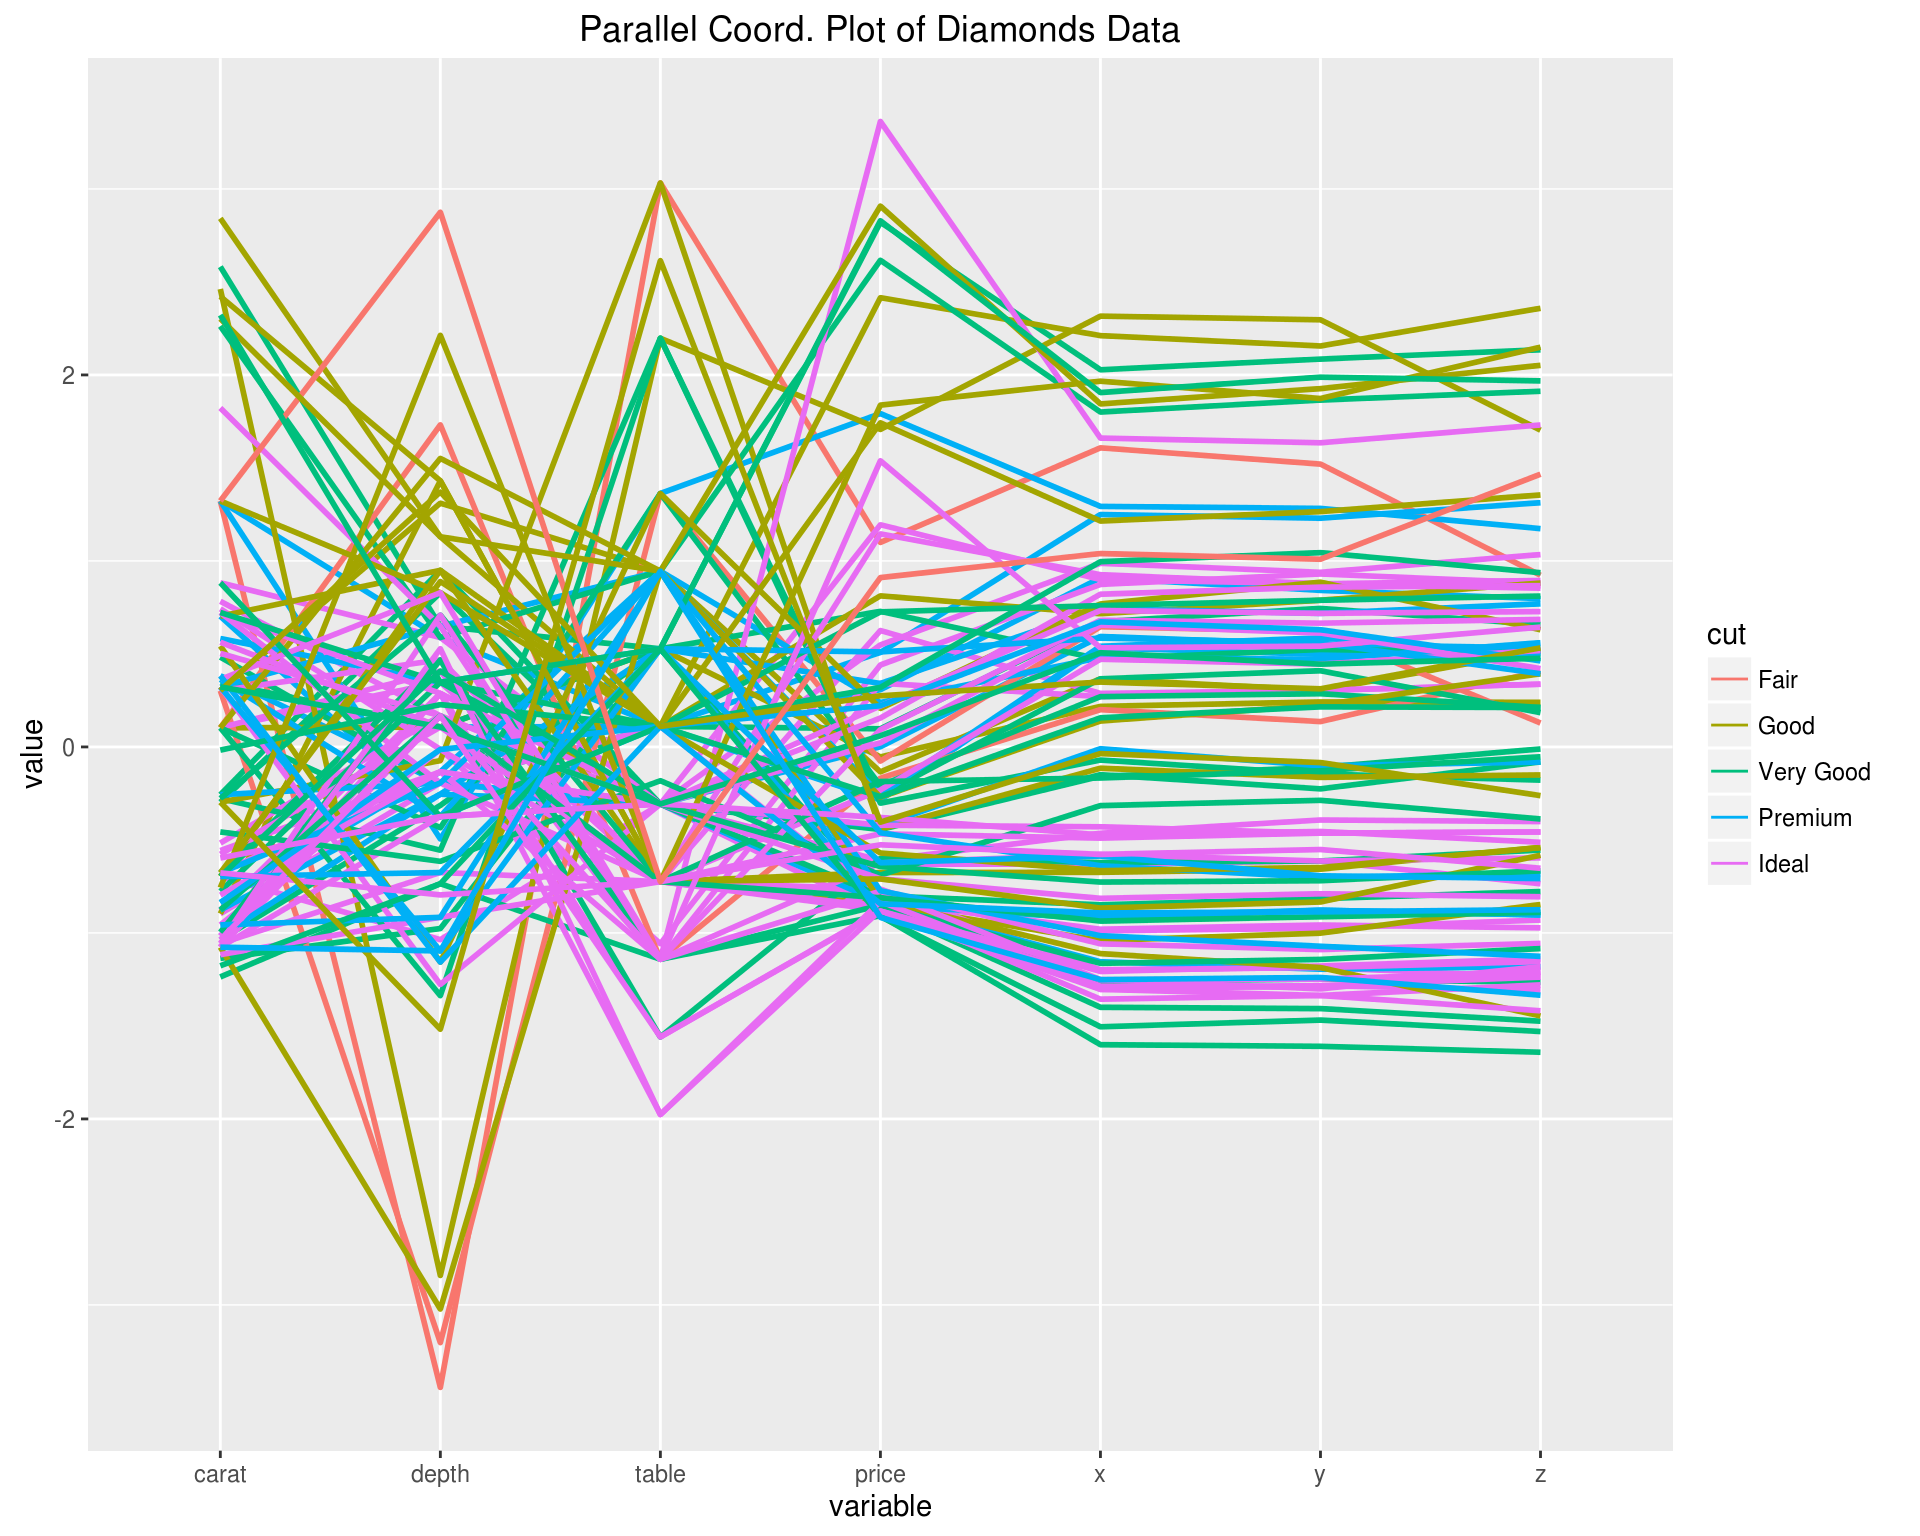 Parallel Coord. Plot of Diamonds Data
value
2
0
-2
carat
depth
table
price
x
y
z
variable
cut
Fair
Good
Very Good
Premium
Ideal